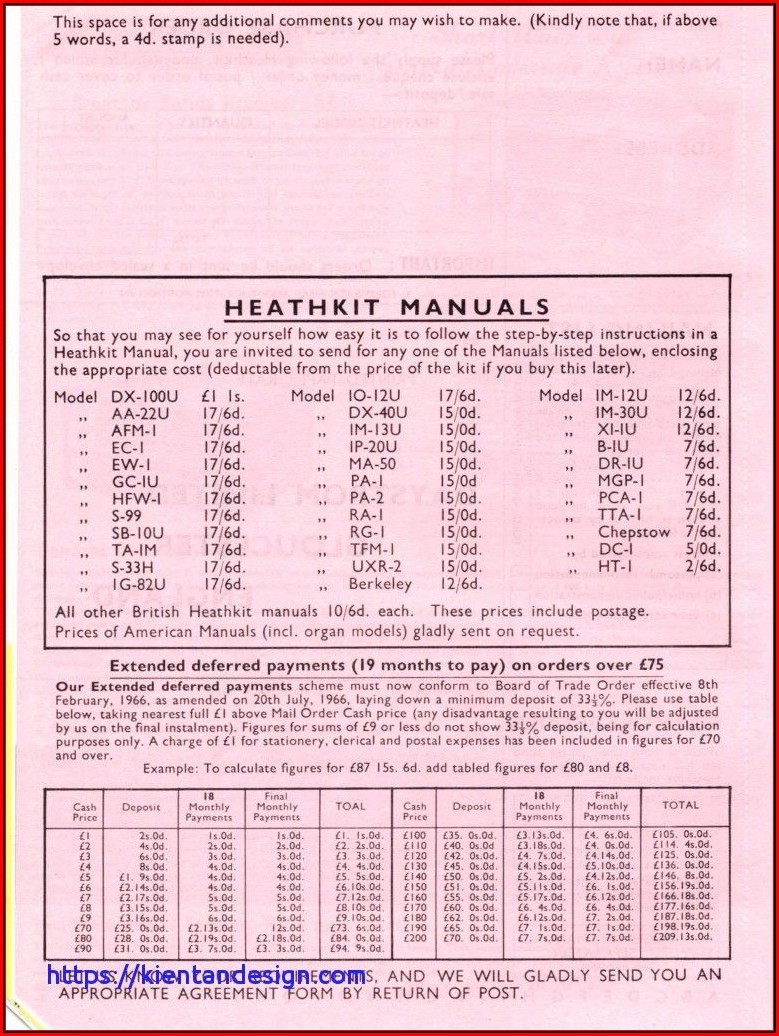 This space is for any additional comments you may wish to make. (Kindly note that, if above
5 words, a 4d. stamp is needed).
HEATHKIT MANUALS
So that you may see for yourself how easy it is to follow the step-by-step instructions in a
Heathkit Manual, you are invited to send for any one of the Manuals listed below, enclosing
the appropriate cost (deductable from the price of the kit if you buy this later).
Model DX-100U £1 1s. Model IO-12U 17/6d. Model IM-12U 12/6d.
,, AA-22U 17/6d. ,, DX-40U 15/0d. ,, IM-30U 12/6d.
,, AFM-1 17/6d. ,, IM-13U 15/0d. ,, XI-IU 12/6d.
,, EC-1 17/6d. ,, IP-20U 15/0d. ,, B-IU 7/6d.
,, EW-1 17/6d. ,, MA-50 15/0d. ,, DR-IU 7/6d.
,, GC-IU 17/6d. ,, PA-1 15/0d ,, MGP-1 7/6d.
,, HFW-1 17/6d. ,, PA-2 15/0d. ,, PCA-1 7/6d.
,, S-99 17/6d. ,, RA-1 15/0d. ,, TTA-1 7/6d.
,, SB-10U 17/6d. ,, RG-1 15/0d. ,, Chepstow 7/6d.
,, TA-IM 17/6d. ,, TFM-1 15/0d. ,, DC-1 5/0d.
,, S-33H 17/6d. ,, UXR-2 15/0d. ,, HT-1 2/6d.
,, IG-82U 17/6d. ,, Berkeley 12/6d.
All other British Heathkit manuals 10/6d. each. These prices include postage.
Prices of American Manuals (incl. organ models) gladly sent on request.
Extended deferred payments (19 months to pay) on orders over £75
Our Extended deferred payments scheme must now conform to Board of Trade Order effective 8th
February, 1966, as amended on 20th July, 1966, laying down a minimum deposit of 33⅓%. Please use table
below, taking nearest full £1 above Mail Order Cash price (any disadvantage resulting to you will be adjusted
by us on the final instalment). Figures for sums of £9 or less do not show 33⅓% deposit, being for calculation
purposes only. A charge of £1 for stationery, clerical and postal expenses has been included in figures for £70
and over.
Example: To calculate figures for £87 15s. 6d. add tabled figures for £80 and £8.
Cash Price Deposit 18 Monthly Payments Final Monthly Payments TOAL Cash Price Deposit 18 Monthly Payments Final Monthly Payments TOTAL
£1 2s.0d. 1s.0d. 1s.0d. £1. 1s.0d. £100 £35. 0s.0d. £3.13s.0d. £4. 6s.0d. £105. 0s.0d.
£2 4s.0d. 2s.0d. 2s.0d. £2. 2s.0d. £110 £40. 0s.0d £3.18s.0d. £4. 0s.0d. £114. 4s.0d.
£3 6s.0d. 3s.0d. 3s.0d. £3. 3s.0d. £120 £42. 0s.0d. £4. 7s.0d. £4.14s.0d. £125. 0s.0d.
£4 8s.0d. 4s.0d. 4s.0d. £4. 4s.0d. £130 £45. 0s.0d. £4.15s.0d. £5.10s.0d. £136. 0s.0d.
£5 £1. 9s.0d. 4s.0d. 4s.0d. £5. 5s.0d. £140 £50. 0s.0d. £5. 2s.0d. £4.12s.0d. £146. 8s.0d.
£6 £2.14s.0d. 4s.0d. 4s.0d. £6.10s.0d. £150 £51. 0s.0d. £5.11s.0d. £6. 1s.0d. £156.19s.0d.
£7 £2.17s.0d. 5s.0d. 5s.0d. £7.12s.0d. £160 £55. 0s.0d. £5.17s.0d. £6.12s.0d. £166.18s.0d.
£8 £3.15s.0d. 5s.0d. 5s.0d. £8.10s.0d. £170 £60. 0s.0d. £6. 4s.0d. £6. 4s.0d. £177.16s.0d.
£9 £3.16s.0d. 6s.0d. 6s.0d. £9.10s.0d. £180 £62. 0s.0d. £6.12s.0d. £7. 2s.0d. £187.18s.0d.
£70 £25. 0s.0d. £2.13s.0d. 12s.0d. £73. 6s.0d. £190 £65. 0s.0d. £7. 1s.0d. £7. 1s.0d. £198.19s.0d.
£80 £28. 0s.0d. £2.19s.0d. £2.18s.0d. £84. 0s.0d. £200 £70. 0s.0d. £7. 7s.0d. £7. 7s.0d. £209.13s.0d.
£90 £31. 0s.0d. £3. 7s.0d. £3. 3s.0d. £94. 9s.0d.
LET US KNOW YOUR REQUIREMENTS, AND WE WILL GLADLY SEND YOU AN
https://kientandesign.com
APPROPRIATE AGREEMENT FORM BY RETURN OF POST.